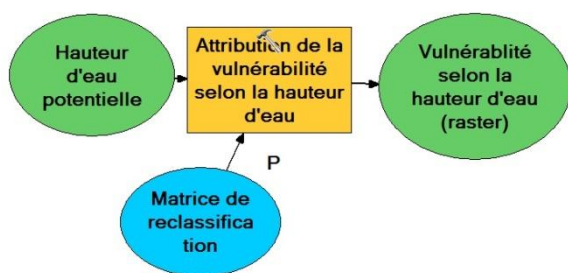 Hauteur
d'eau
potentielle
Attribution de la
vulnérabilité
selon la hauteur
d'eau
Vulnérablité
selon la
hauteur d'eau
(raster)
P
Matrice de
reclassifica
tion